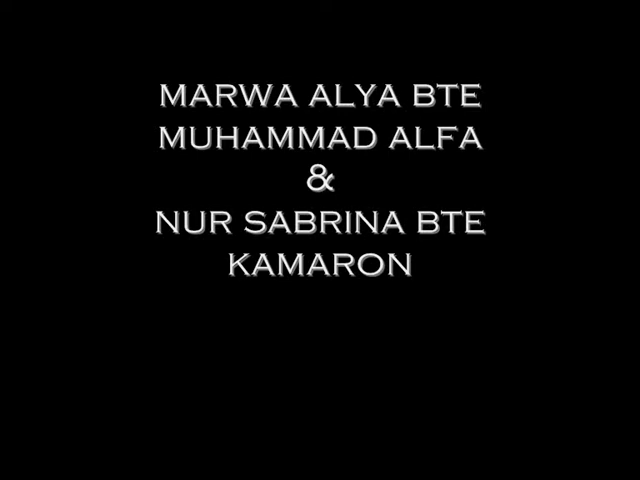 MARWA ALYA BTE
MUHAMMAD ALFA
&
NUR SABRINA BTE
KAMARON